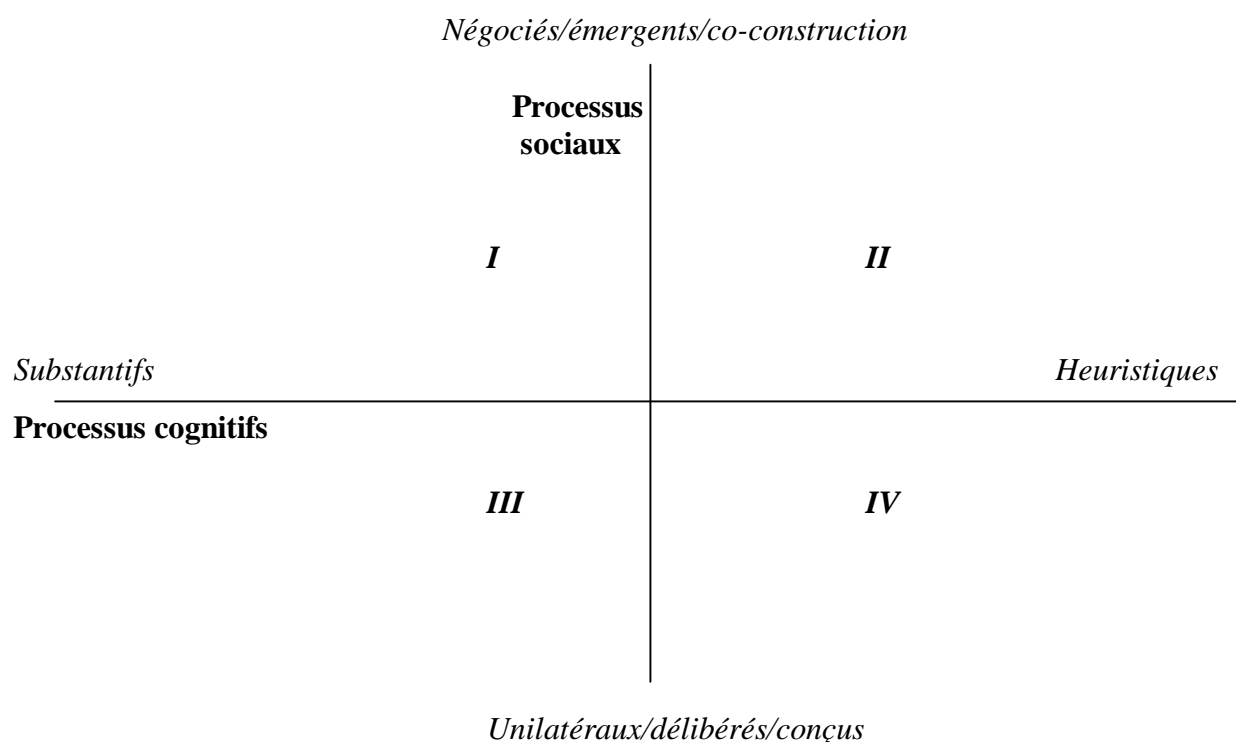 Négociés/émergents/co-construction
Processus
sociaux
I II
Substantifs Heuristiques
Processus cognitifs
III IV
Unilatéraux/délibérés/conçus